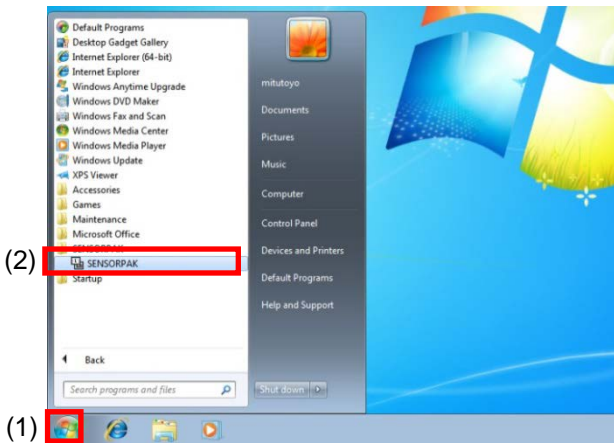 Default Programs
Desktop Gadget Gallery
Internet Explorer (64-bit)
Internet Explorer
Windows Anytime Upgrade
Windows DVD Maker
Windows Fax and Scan
Windows Media Center
Windows Media Player
Windows Update
XPS Viewer
Accessories
Games
Maintenance
Microsoft Office
SENSORPAK
(2) SENSORPAK
Startup
Back
Search programs and files
mitutoyo
Documents
Pictures
Music
Computer
Control Panel
Devices and Printers
Default Programs
Help and Support
Shut down
(1)